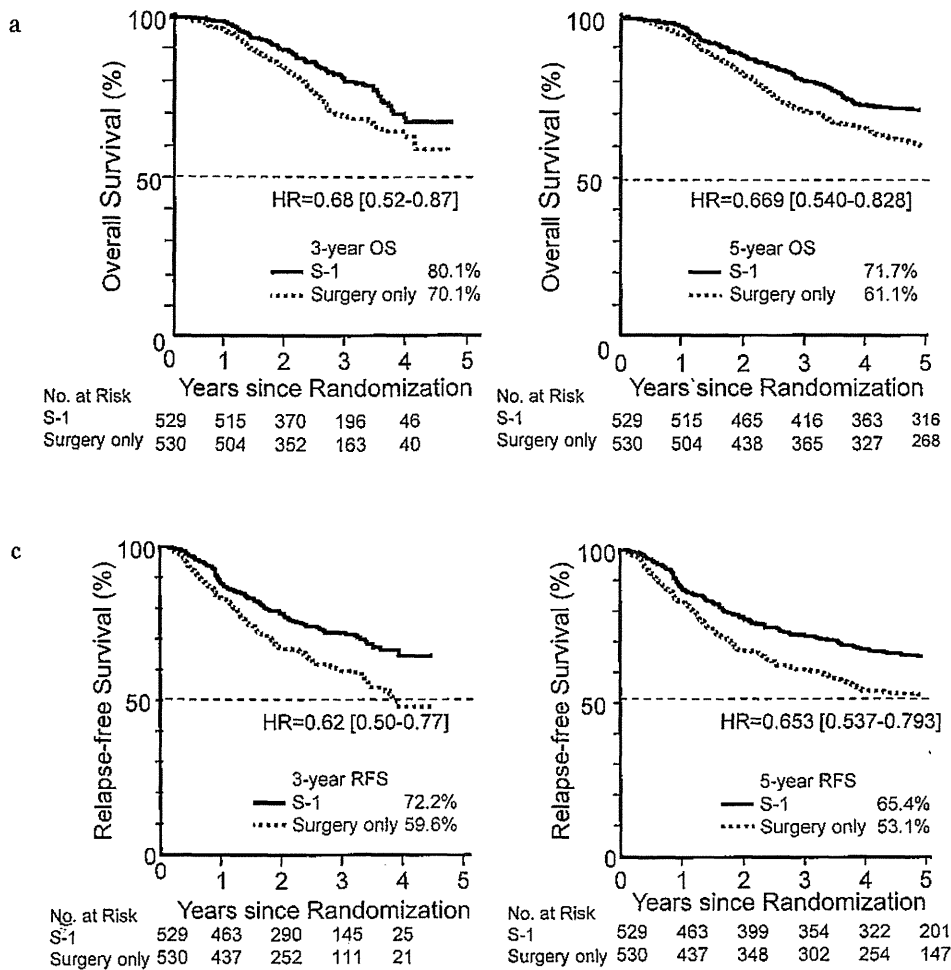 a
100
50
0
Overall Survival (%)
HR=0.68 [0.52-0.87]
3-year OS
S-1 80.1%
Surgery only 70.1%
0 1 2 3 4 5
Years since Randomization
No. at Risk
S-1 529 515 370 196 46
Surgery only 530 504 352 163 40
100
50
0
Overall Survival (%)
HR=0.669 [0.540-0.828]
5-year OS
S-1 71.7%
Surgery only 61.1%
0 1 2 3 4 5
Years since Randomization
No. at Risk
S-1 529 515 465 416 363 316
Surgery only 530 504 438 365 327 268
c
100
50
0
Relapse-free Survival (%)
HR=0.62 [0.50-0.77]
3-year RFS
S-1 72.2%
Surgery only 59.6%
0 1 2 3 4 5
Years since Randomization
No. at Risk
S-1 529 463 290 145 25
Surgery only 530 437 252 111 21
100
50
0
Relapse-free Survival (%)
HR=0.653 [0.537-0.793]
5-year RFS
S-1 65.4%
Surgery only 53.1%
0 1 2 3 4 5
Years since Randomization
No. at Risk
S-1 529 463 399 354 322 201
Surgery only 530 437 348 302 254 147